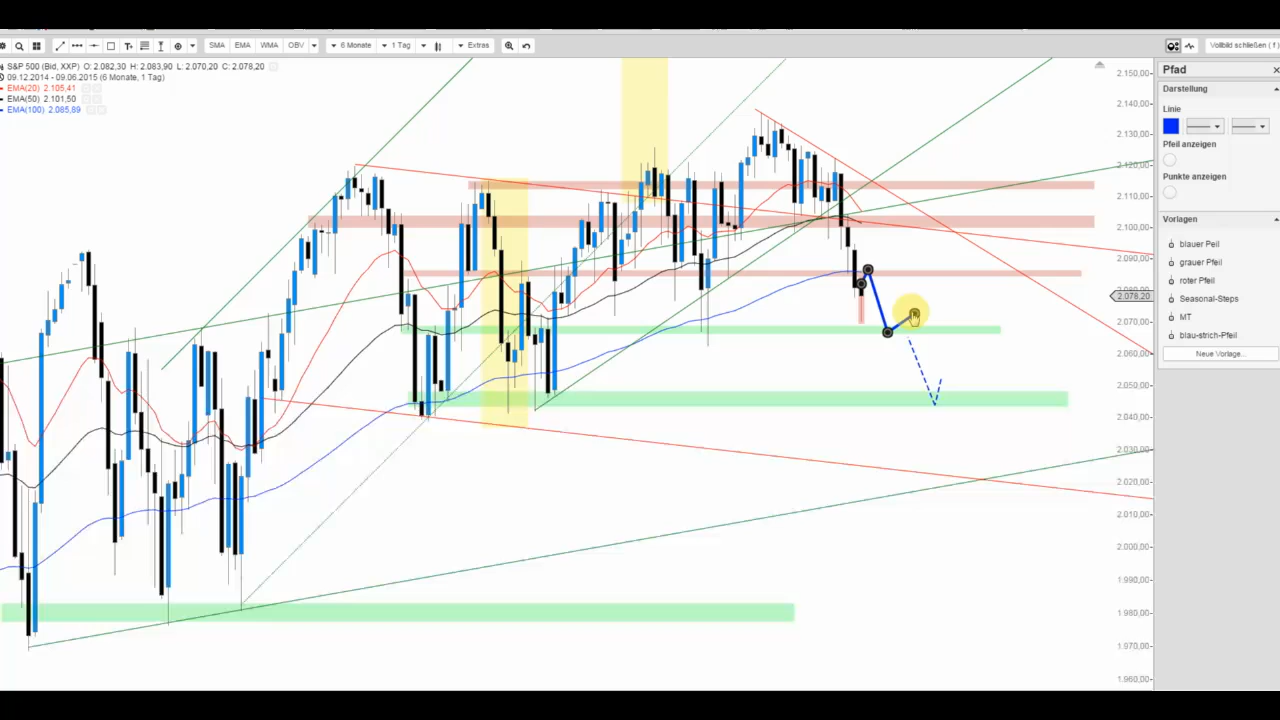 SMA EMA WMA OBV 6 Monate 1 Tag Extras Vollbild schließen ( f )
S&P 500 (Bid, XXP) O: 2.082,30 H: 2.083,90 L: 2.070,20 C: 2.078,20
09.12.2014 - 09.06.2015 (6 Monate, 1 Tag)
EMA(20) 2.105,41
EMA(50) 2.101,50
EMA(100) 2.085,89
2.150,00
2.140,00
2.130,00
2.120,00
2.110,00
2.100,00
2.090,00
2.078,20
2.070,00
2.060,00
2.050,00
2.040,00
2.030,00
2.020,00
2.010,00
2.000,00
1.990,00
1.980,00
1.970,00
1.960,00
Pfad
Darstellung
Linie
Pfeil anzeigen
Punkte anzeigen
Vorlagen
blauer Peil
grauer Pfeil
roter Pfeil
Seasonal-Steps
MT
blau-strich-Pfeil
Neue Vorlage...